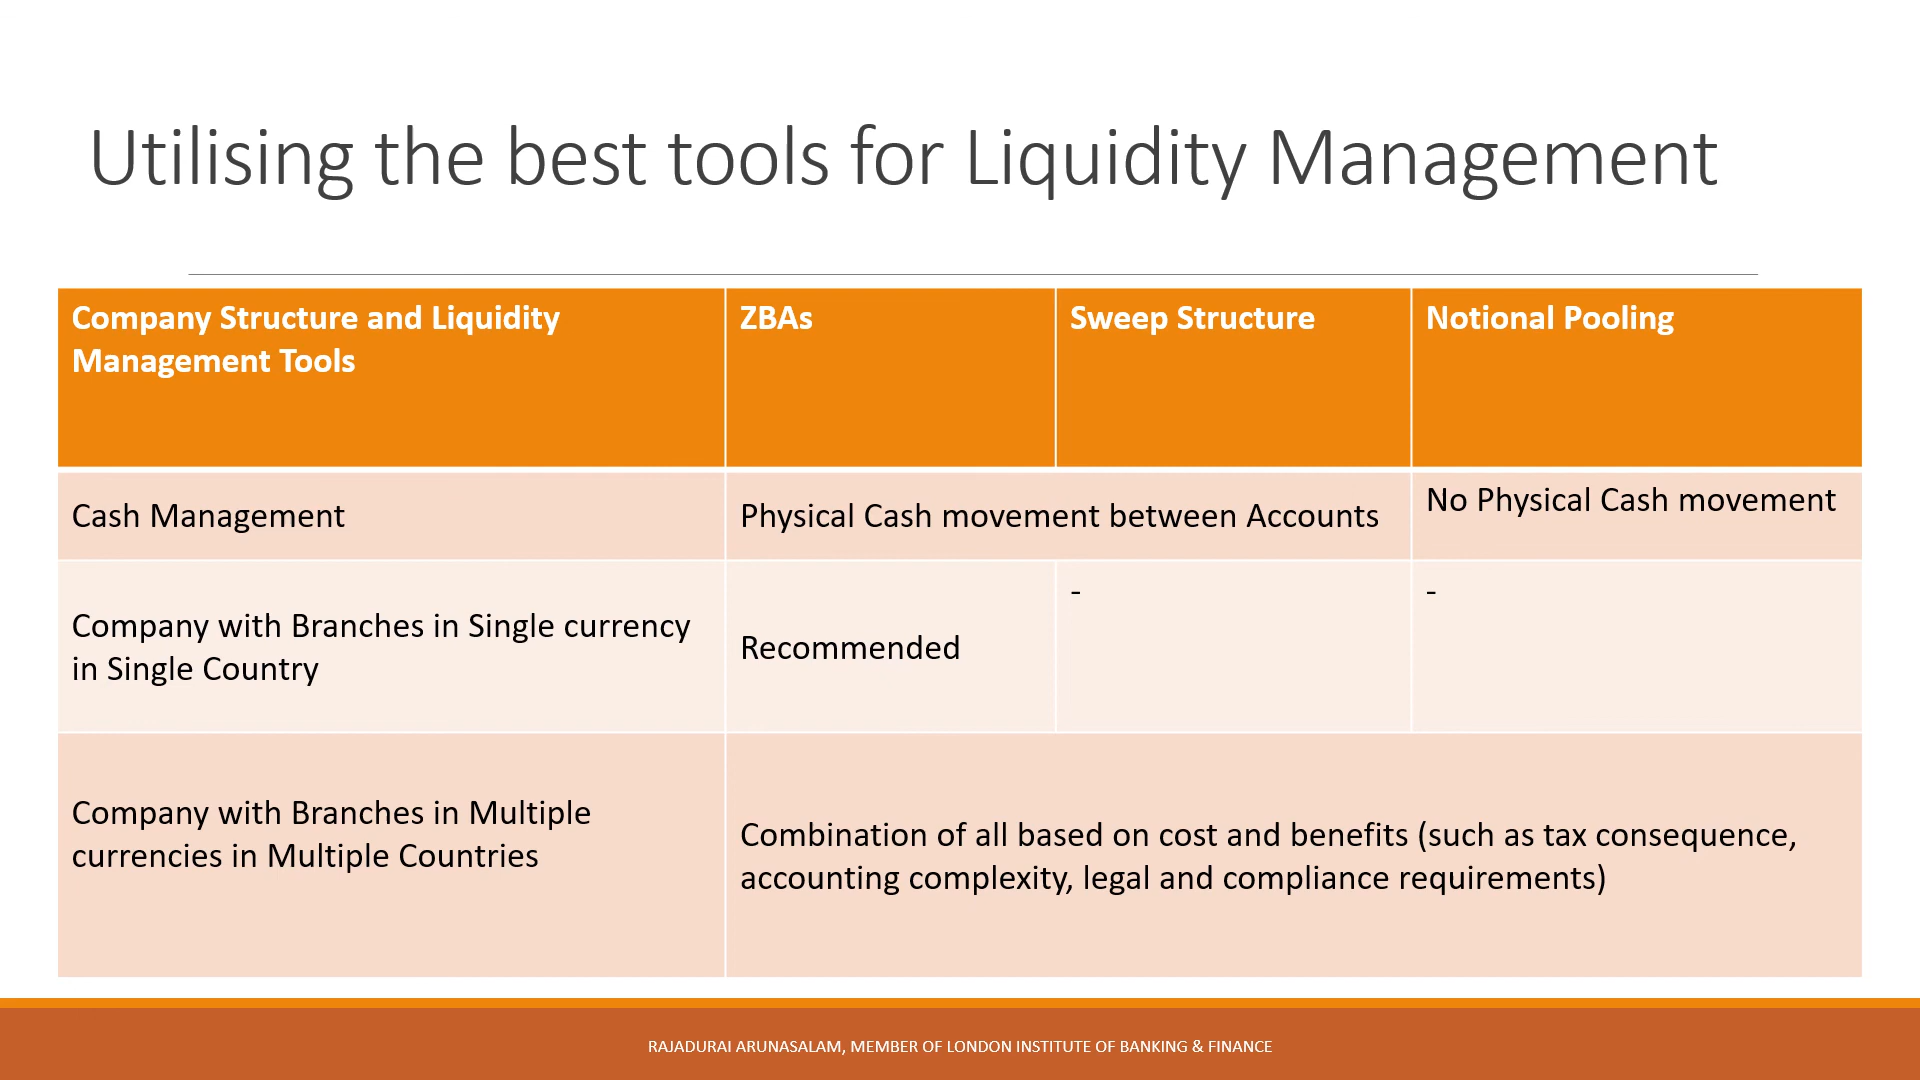 Utilising the best tools for Liquidity Management
Company Structure and Liquidity
Management Tools
ZBAs
Sweep Structure
Notional Pooling
Cash Management
Physical Cash movement between Accounts
No Physical Cash movement
Company with Branches in Single currency
in Single Country
Recommended
-
-
Company with Branches in Multiple
currencies in Multiple Countries
Combination of all based on cost and benefits (such as tax consequence,
accounting complexity, legal and compliance requirements)
RAJADURAI ARUNASALAM, MEMBER OF LONDON INSTITUTE OF BANKING & FINANCE